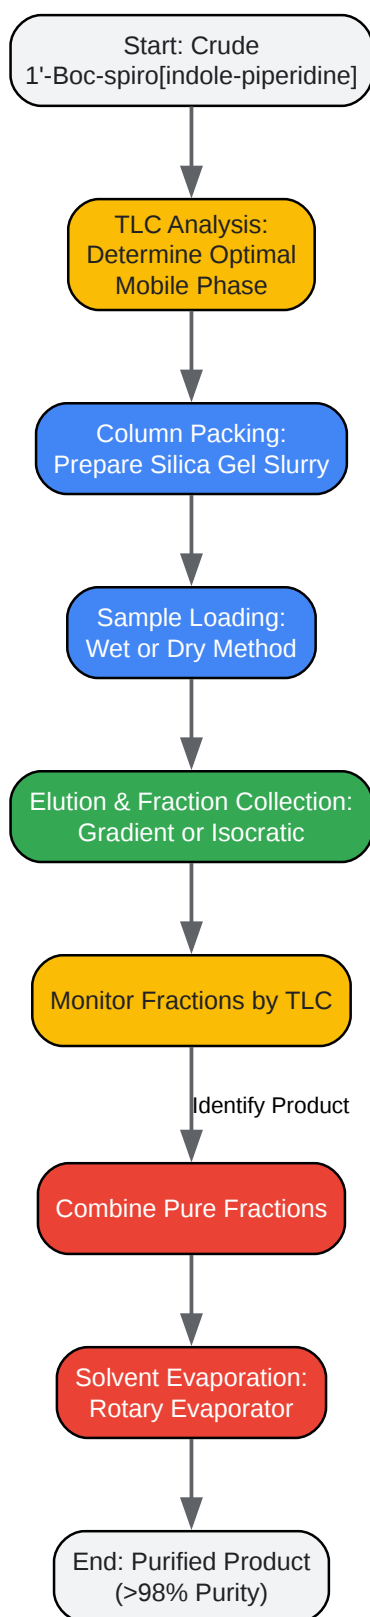 Start: Crude
1'-Boc-spiro[indole-piperidine]
TLC Analysis:
Determine Optimal
Mobile Phase
Column Packing:
Prepare Silica Gel Slurry
Sample Loading:
Wet or Dry Method
Elution & Fraction Collection:
Gradient or Isocratic
Monitor Fractions by TLC
Identify Product
Combine Pure Fractions
Solvent Evaporation:
Rotary Evaporator
End: Purified Product
(>98% Purity)